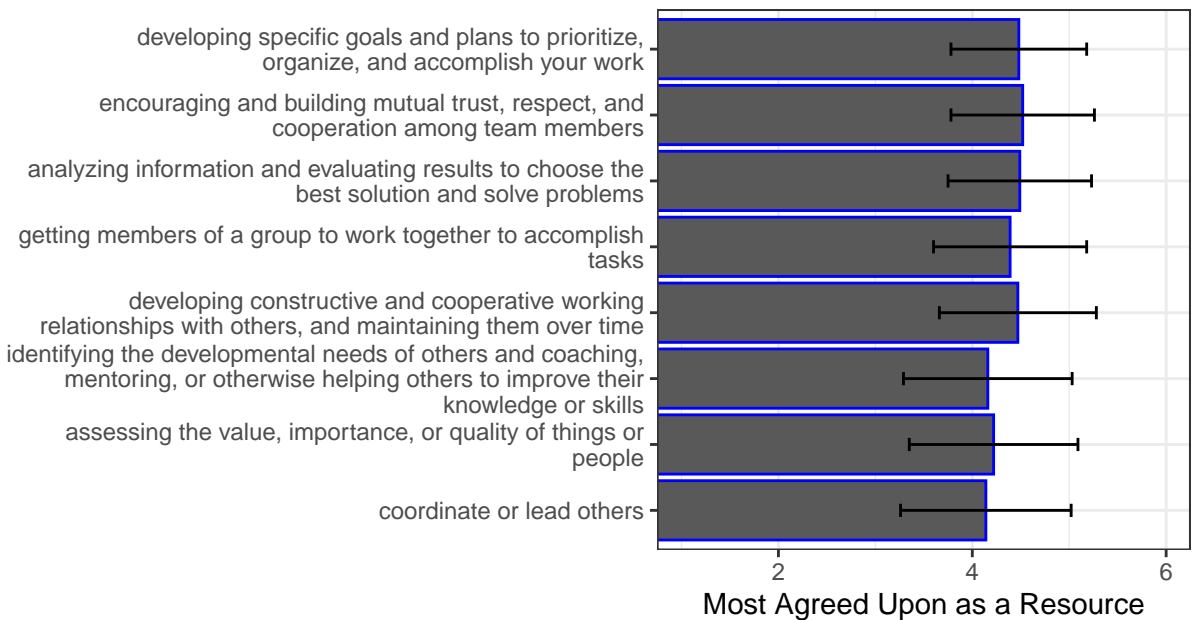 developing specific goals and plans to prioritize,
organize, and accomplish your work
encouraging and building mutual trust, respect, and
cooperation among team members
analyzing information and evaluating results to choose the
best solution and solve problems
getting members of a group to work together to accomplish
tasks
developing constructive and cooperative working
relationships with others, and maintaining them over time
identifying the developmental needs of others and coaching,
mentoring, or otherwise helping others to improve their
knowledge or skills
assessing the value, importance, or quality of things or
people
coordinate or lead others
2 4 6
Most Agreed Upon as a Resource